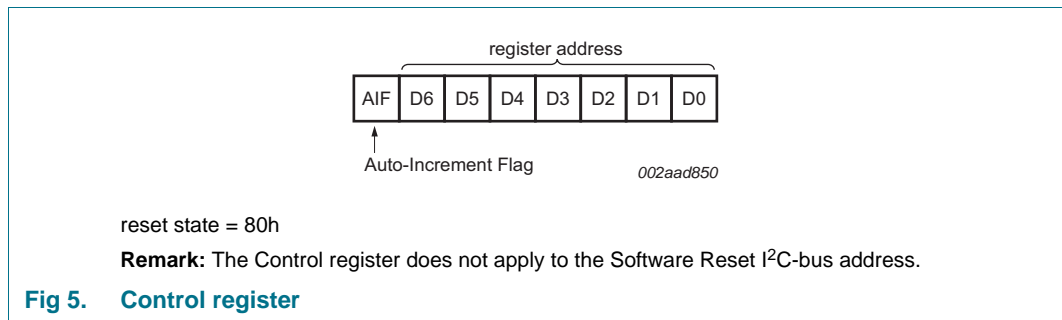 register address
AIF D6 D5 D4 D3 D2 D1 D0
Auto-Increment Flag
002aad850
reset state = 80h
Remark: The Control register does not apply to the Software Reset I²C-bus address.
Fig 5. Control register